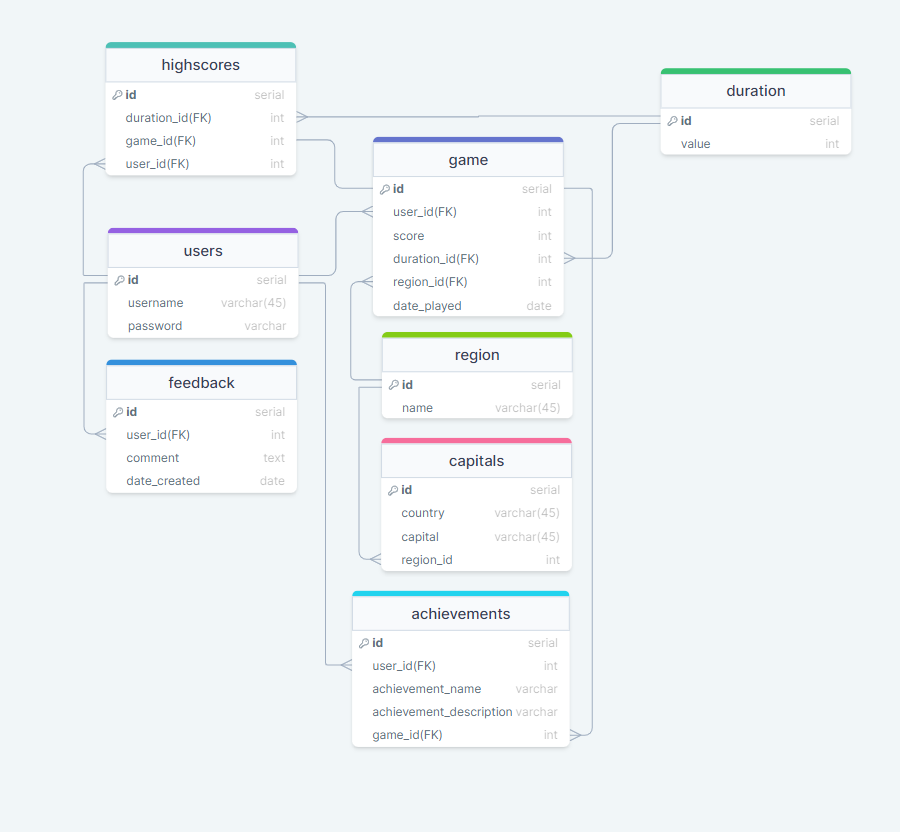 highscores
id serial
duration_id(FK) int
game_id(FK) int
user_id(FK) int
duration
id serial
value int
game
id serial
user_id(FK) int
score int
duration_id(FK) int
region_id(FK) int
date_played date
users
id serial
username varchar(45)
password varchar
region
id serial
name varchar(45)
feedback
id serial
user_id(FK) int
comment text
date_created date
capitals
id serial
country varchar(45)
capital varchar(45)
region_id int
achievements
id serial
user_id(FK) int
achievement_name varchar
achievement_description varchar
game_id(FK) int